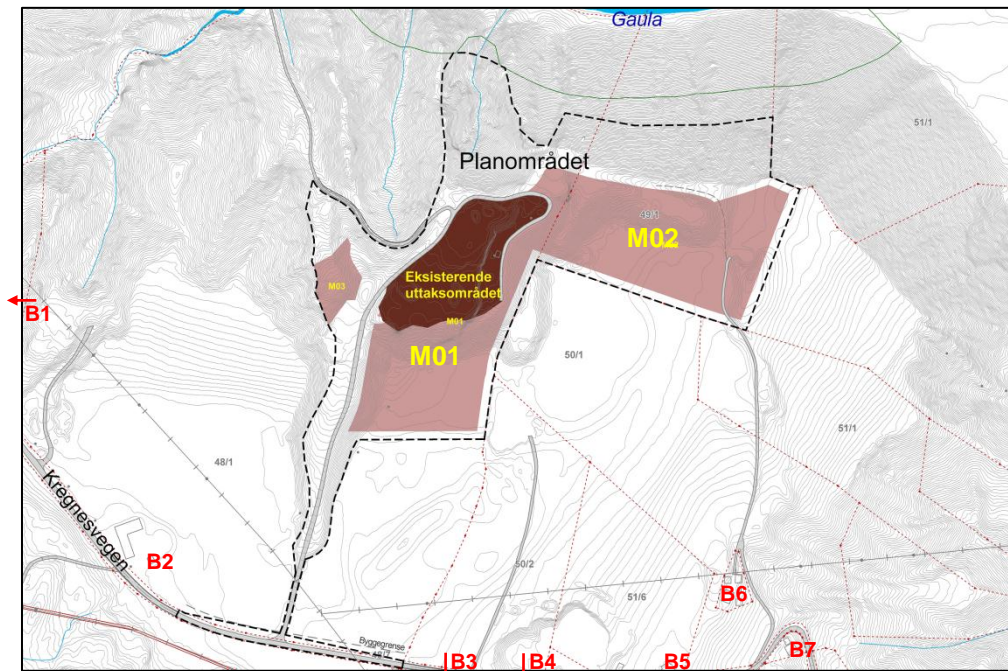 Gaula
51/1
Planområdet
49/1
M02
M03
Eksisterende
uttaksområdet
M01
B1
M01
50/1
51/1
48/1
Kregnesvegen
B2
50/2
51/6
B6
Byggegrense
B3
B4
B5
B7